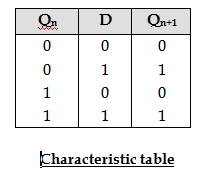 Qn D Qn+1
0 0 0
0 1 1
1 0 0
1 1 1
Characteristic table